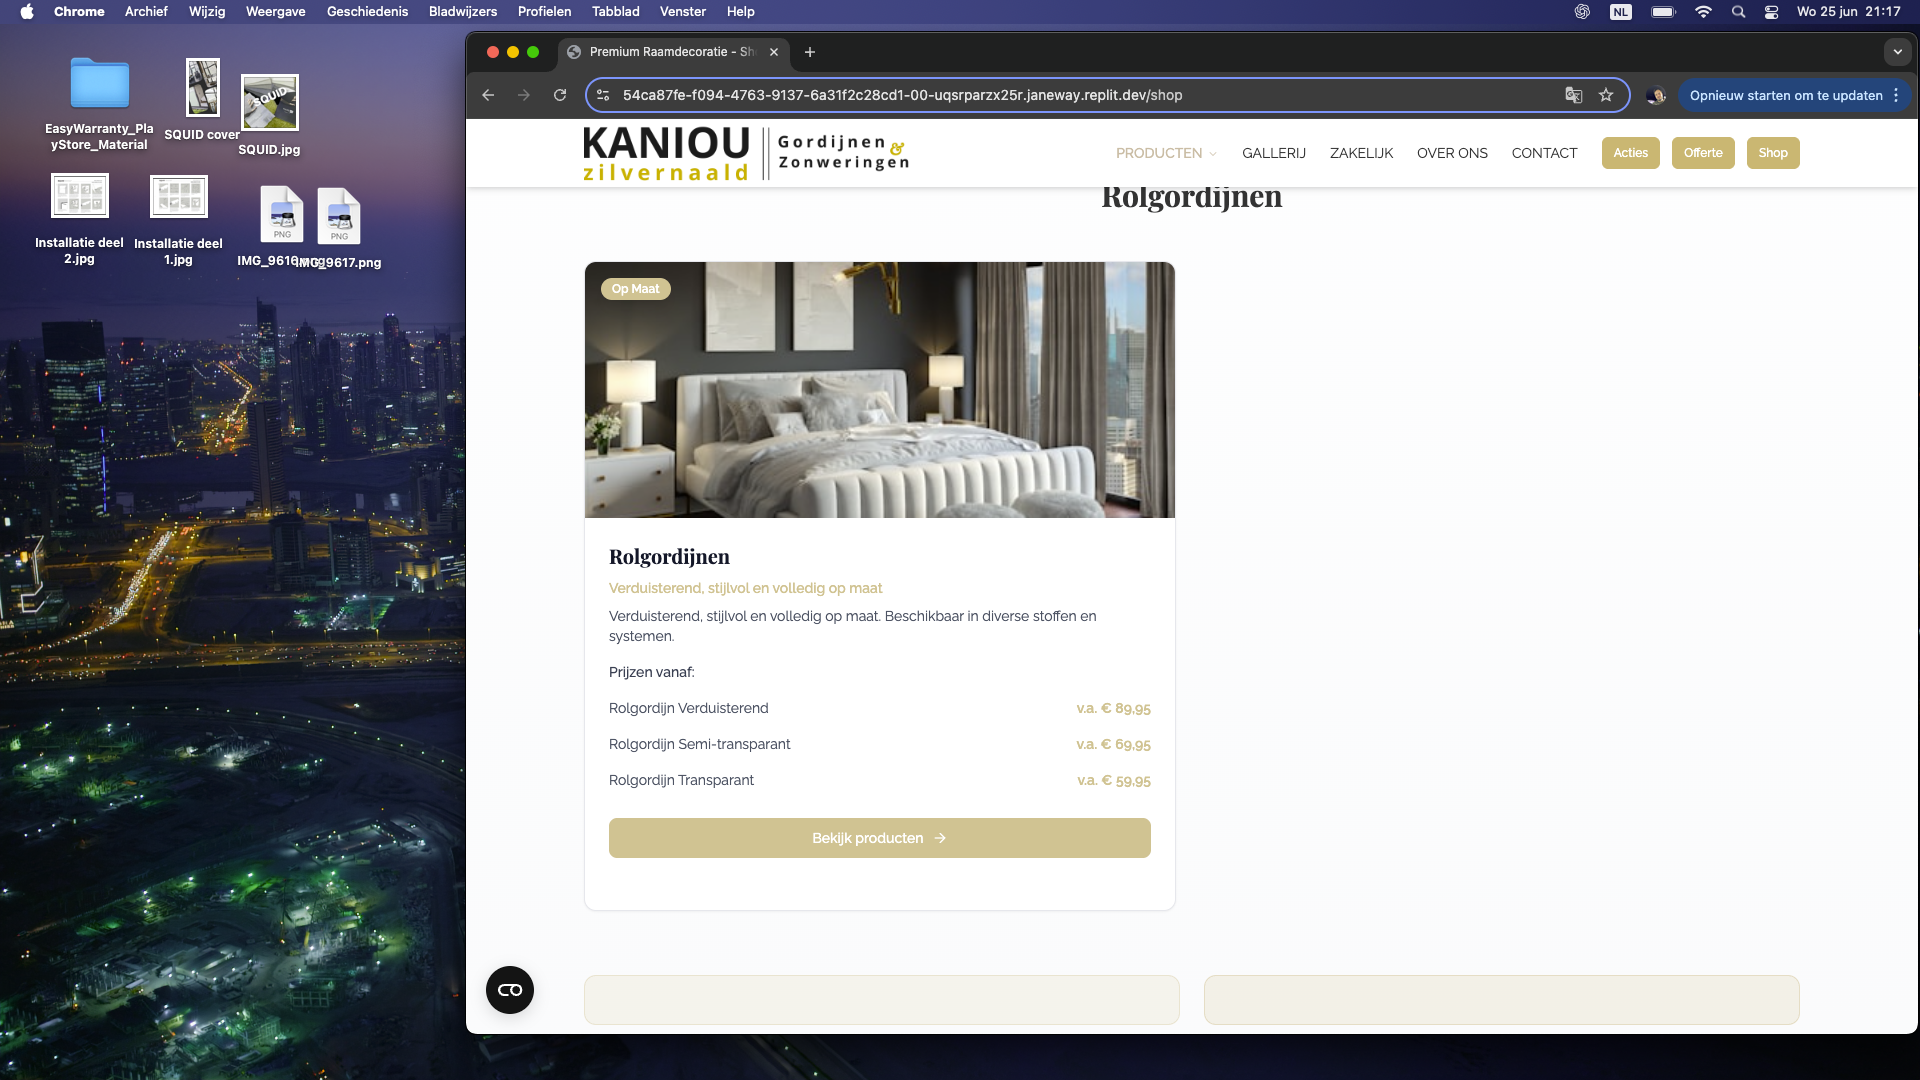 Chrome Archief Wijzig Weergave Geschiedenis Bladwijzers Profielen Tabblad Venster Help
NL Wo 25 jun 21:17
EasyWarranty_Pla
yStore_Material
SQUID cover
SQUID
SQUID.jpg
Installatie deel
2.jpg
Installatie deel
1.jpg
PNG
PNG
IMG_9617.png
Premium Raamdecoratie - Sh
54ca87fe-f094-4763-9137-6a31f2c28cd1-00-uqsrparzx25r.janeway.replit.dev/shop
Opnieuw starten om te updaten
KANIOU
zilvernaald
Gordijnen &
Zonweringen
PRODUCTEN GALLERIJ ZAKELIJK OVER ONS CONTACT Acties Offerte Shop
Rolgordijnen
Op Maat
Rolgordijnen
Verduisterend, stijlvol en volledig op maat
Verduisterend, stijlvol en volledig op maat. Beschikbaar in diverse stoffen en
systemen.
Prijzen vanaf:
Rolgordijn Verduisterend v.a. € 89,95
Rolgordijn Semi-transparant v.a. € 69,95
Rolgordijn Transparant v.a. € 59,95
Bekijk producten →